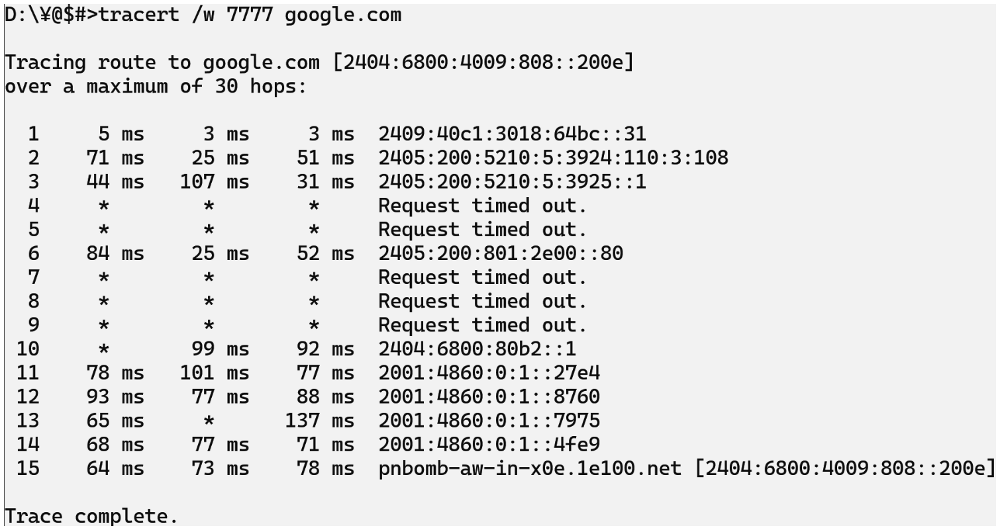 D:\¥@$#>tracert /w 7777 google.com
Tracing route to google.com [2404:6800:4009:808::200e]
over a maximum of 30 hops:
1 5 ms 3 ms 3 ms 2409:40c1:3018:64bc::31
2 71 ms 25 ms 51 ms 2405:200:5210:5:3924:110:3:108
3 44 ms 107 ms 31 ms 2405:200:5210:5:3925::1
4 * * * Request timed out.
5 * * * Request timed out.
6 84 ms 25 ms 52 ms 2405:200:801:2e00::80
7 * * * Request timed out.
8 * * * Request timed out.
9 * * * Request timed out.
10 * 99 ms 92 ms 2404:6800:80b2::1
11 78 ms 101 ms 77 ms 2001:4860:0:1::27e4
12 93 ms 77 ms 88 ms 2001:4860:0:1::8760
13 65 ms * 137 ms 2001:4860:0:1::7975
14 68 ms 77 ms 71 ms 2001:4860:0:1::4fe9
15 64 ms 73 ms 78 ms pnbomb-aw-in-x0e.1e100.net [2404:6800:4009:808::200e]
Trace complete.